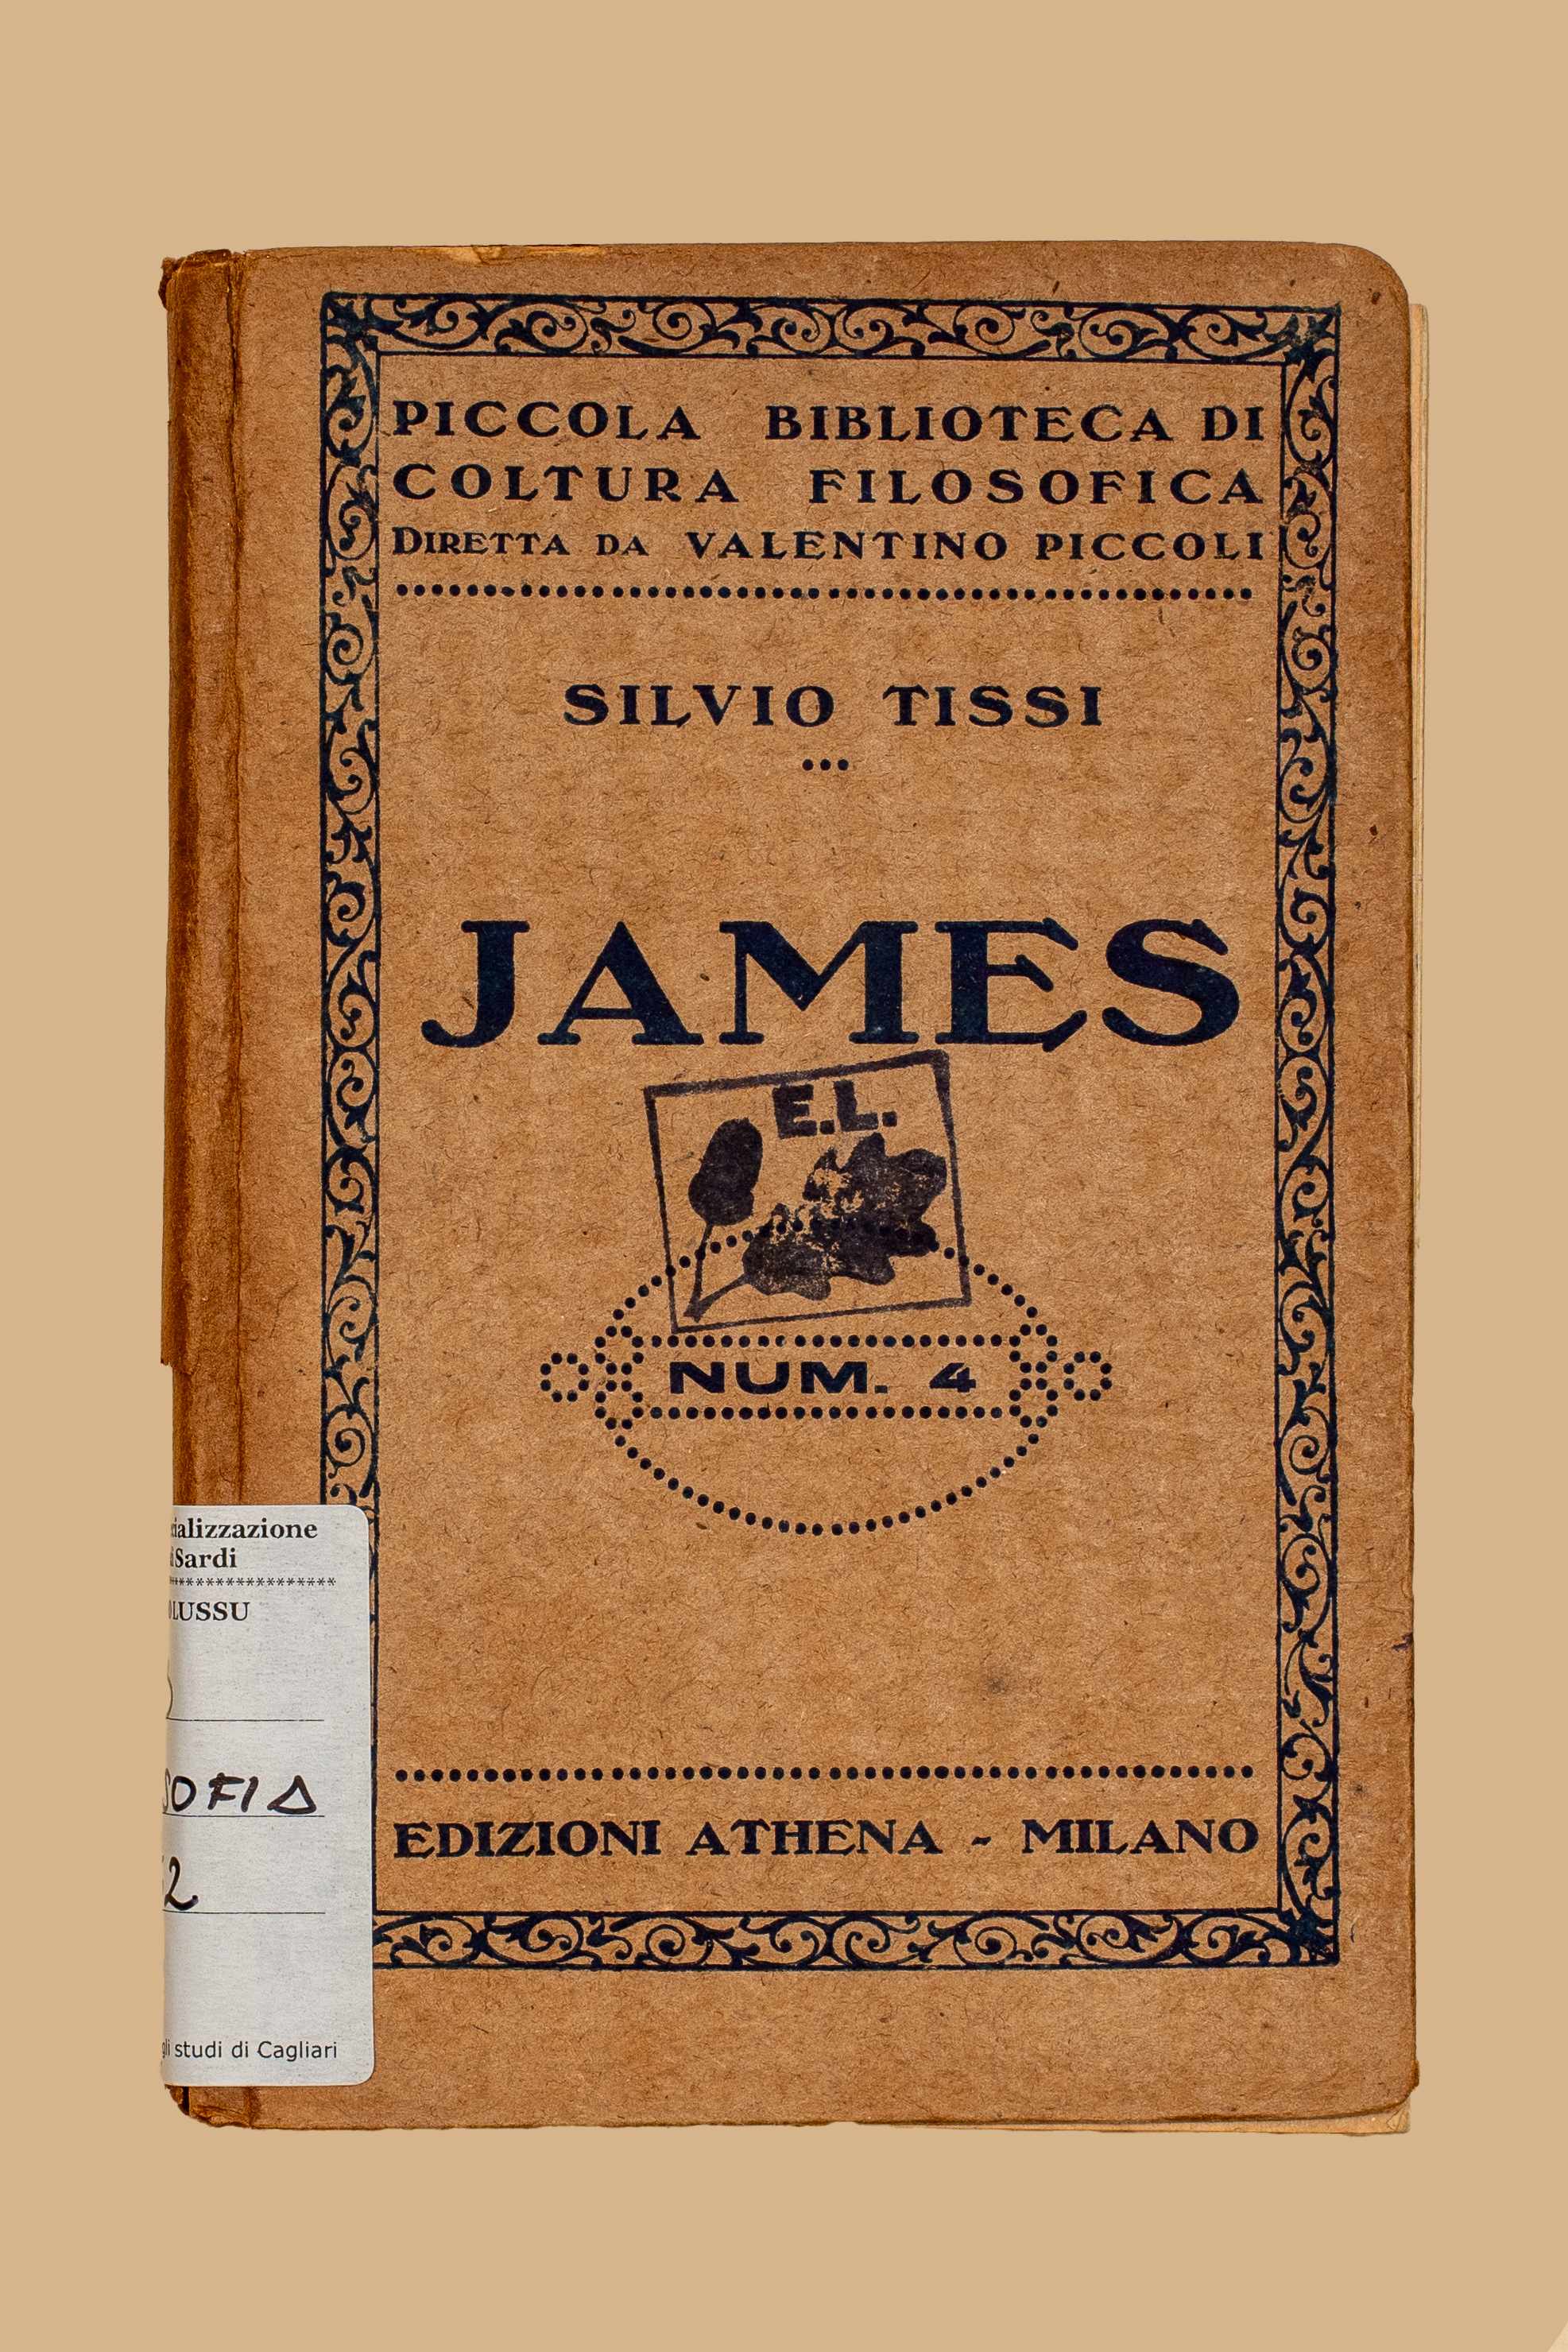 PICCOLA BIBLIOTECA DI
COLTURA FILOSOFICA
DIRETTA DA VALENTINO PICCOLI
SILVIO TISSI
JAMES
E.L.
NUM. 4
EDIZIONI ATHENA - MILANO
Sardi
studi di Cagliari